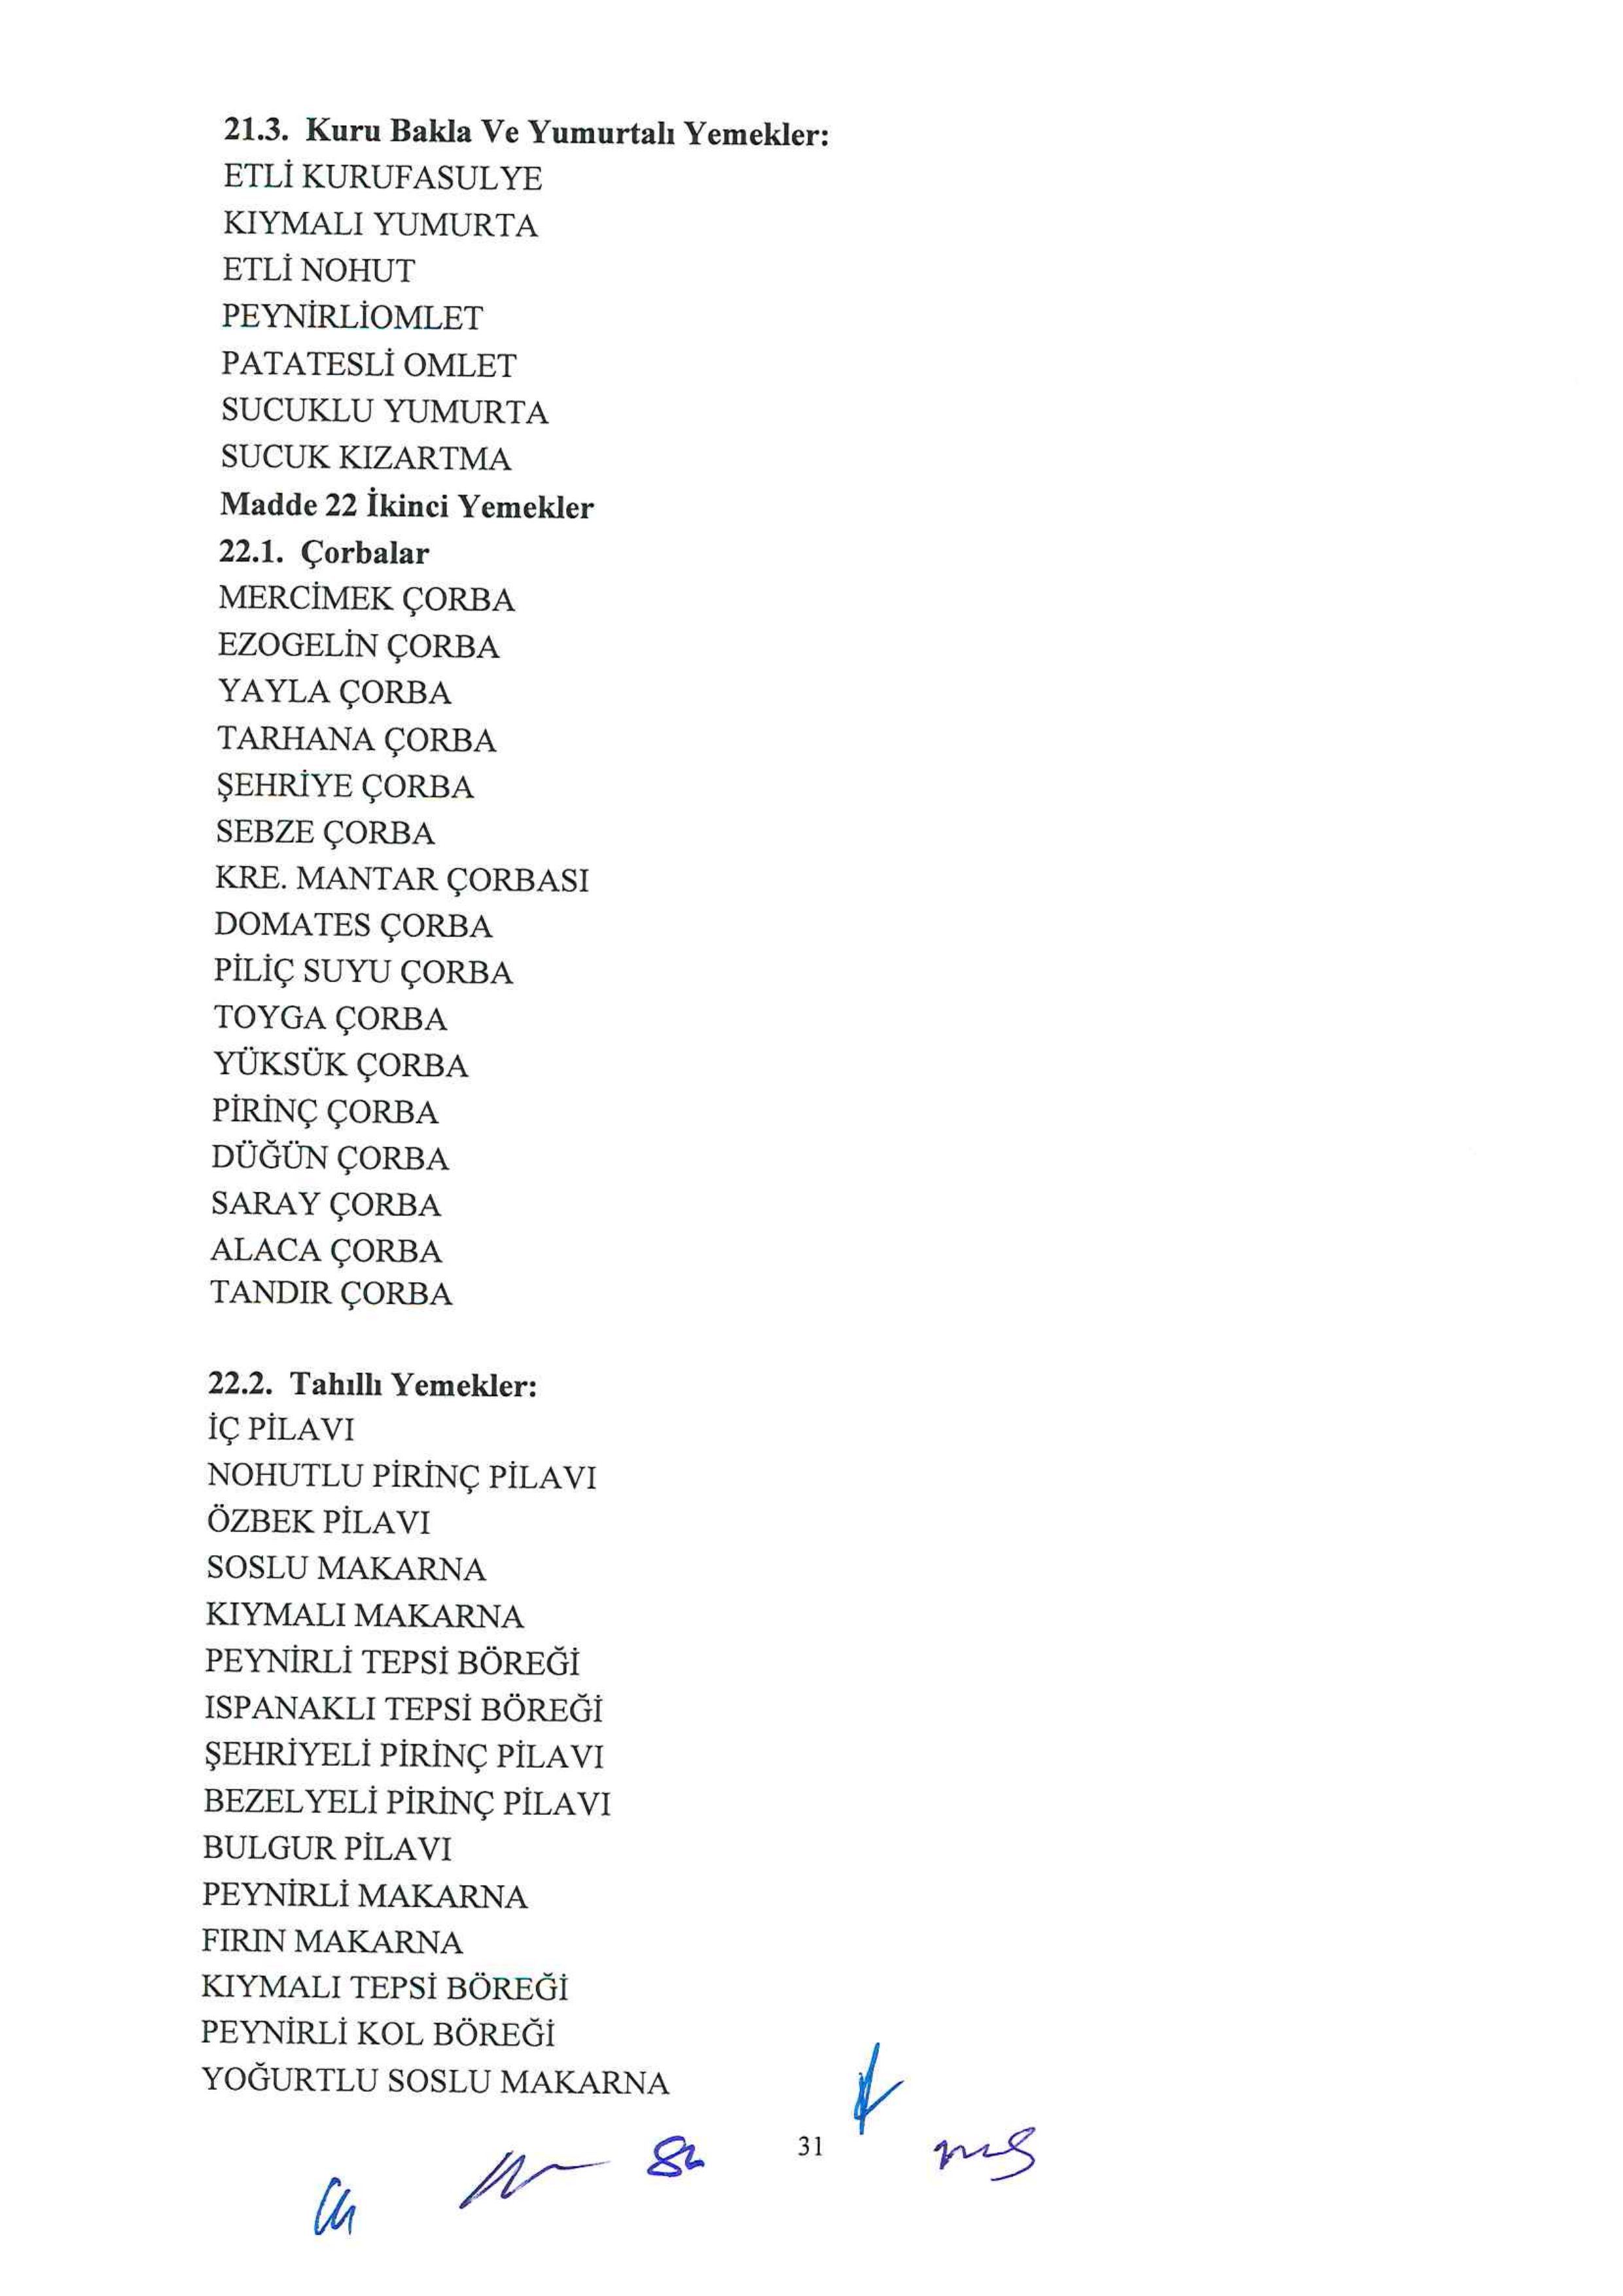 21.3. Kuru Bakla Ve Yumurtalı Yemekler:
ETLİ KURUFASULYE
KIYMALI YUMURTA
ETLİ NOHUT
PEYNİRLİOMLET
PATATESLİ OMLET
SUCUKLU YUMURTA
SUCUK KIZARTMA
Madde 22 İkinci Yemekler
22.1. Çorbalar
MERCİMEK ÇORBA
EZOGELİN ÇORBA
YAYLA ÇORBA
TARHANA ÇORBA
ŞEHRİYE ÇORBA
SEBZE ÇORBA
KRE. MANTAR ÇORBASI
DOMATES ÇORBA
PİLİÇ SUYU ÇORBA
TOYGA ÇORBA
YÜKSÜK ÇORBA
PİRİNÇ ÇORBA
DÜĞÜN ÇORBA
SARAY ÇORBA
ALACA ÇORBA
TANDIR ÇORBA
22.2. Tahıllı Yemekler:
İÇ PİLAVI
NOHUTLU PİRİNÇ PİLAVI
ÖZBEK PİLAVI
SOSLU MAKARNA
KIYMALI MAKARNA
PEYNİRLİ TEPSİ BÖREĞİ
ISPANAKLI TEPSİ BÖREĞİ
ŞEHRİYELİ PİRİNÇ PİLAVI
BEZELYELİ PİRİNÇ PİLAVI
BULGUR PİLAVI
PEYNİRLİ MAKARNA
FIRIN MAKARNA
KIYMALI TEPSİ BÖREĞİ
PEYNİRLİ KOL BÖREĞİ
YOĞURTLU SOSLU MAKARNA
31